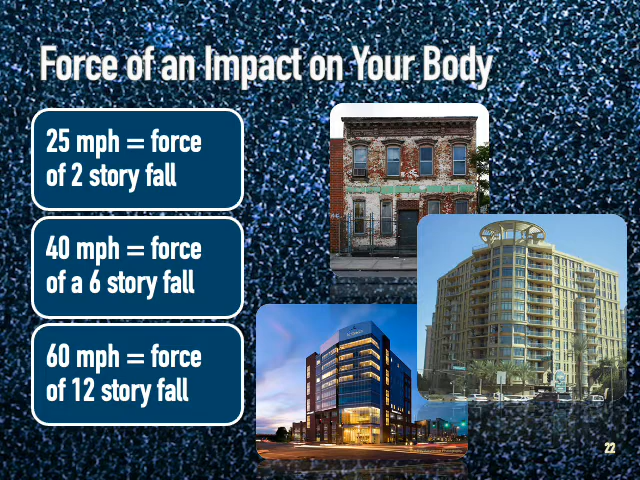 Force of an Impact on Your Body
25 mph = force
of 2 story fall
40 mph = force
of a 6 story fall
60 mph = force
of 12 story fall
22